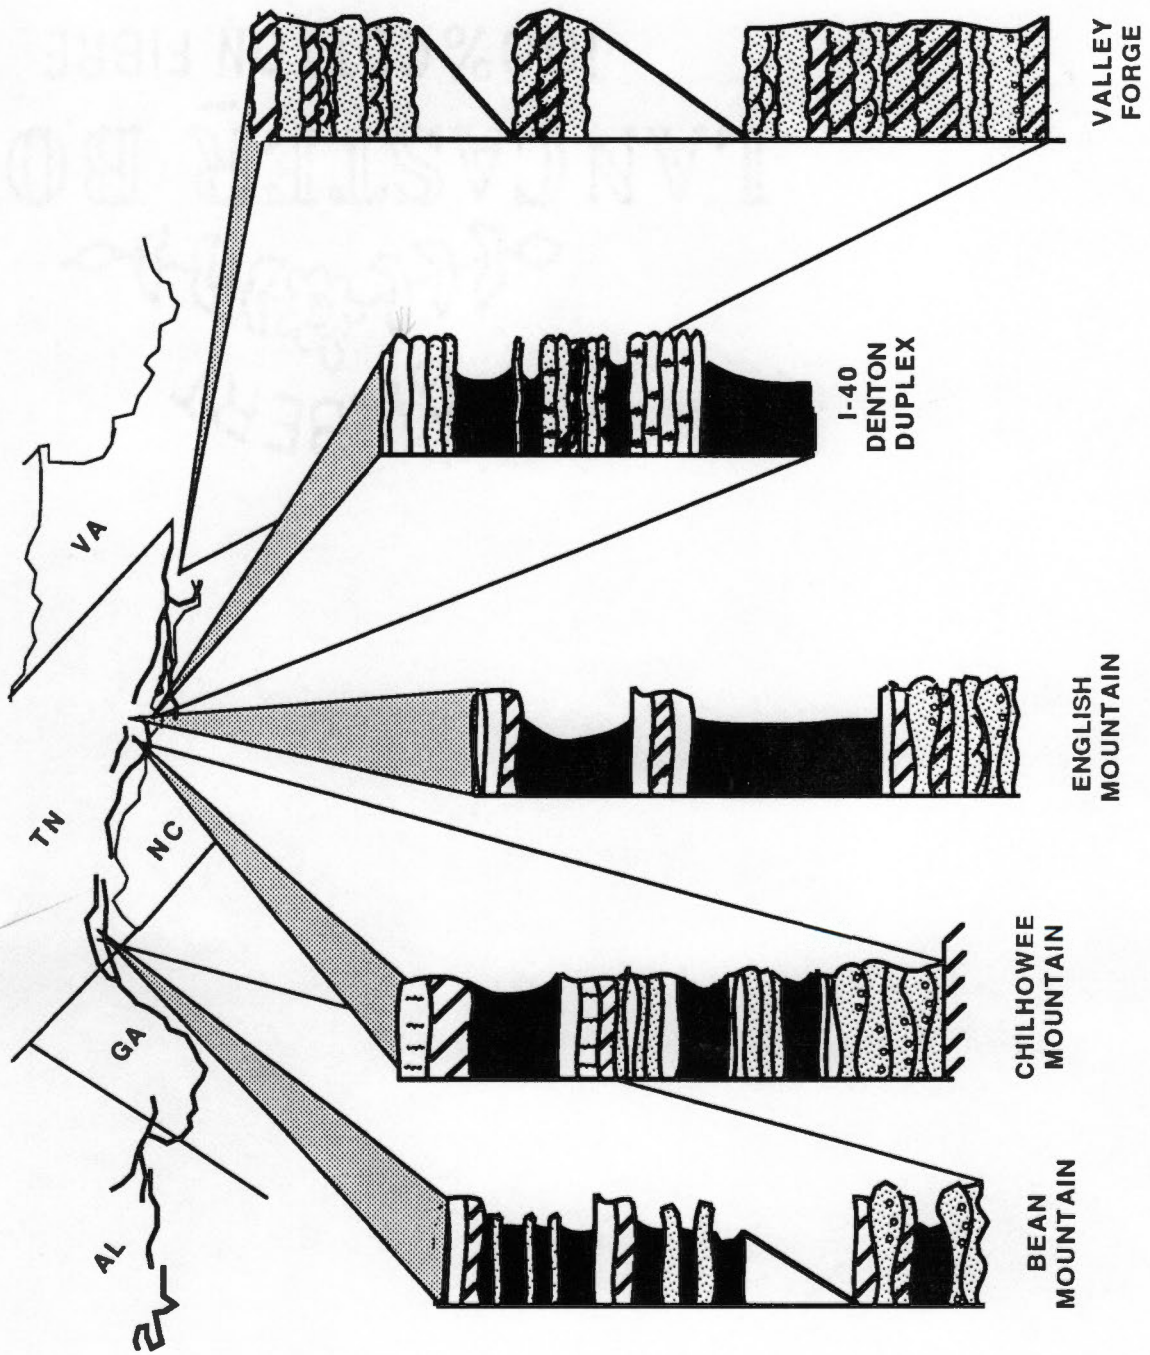 AL
GA
TN
NC
VA
BEAN
MOUNTAIN
CHILHOWEE
MOUNTAIN
ENGLISH
MOUNTAIN
I-40
DENTON
DUPLEX
VALLEY
FORGE